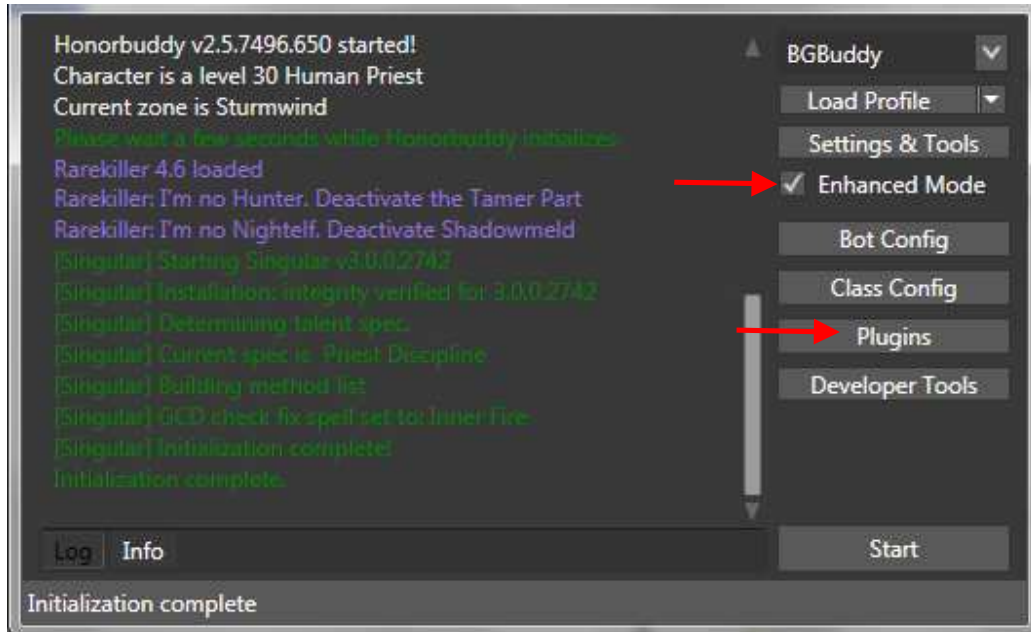 Honorbuddy v2.5.7496.650 started!
Character is a level 30 Human Priest
Current zone is Sturmwind
Please wait a few seconds while Honorbuddy initializes.
Rarekiller 4.6 loaded
Rarekiller: I'm no Hunter. Deactivate the Tamer Part
Rarekiller: I'm no Nightelf. Deactivate Shadowmeld
[Singular] Starting Singular v3.0.0.2742
[Singular] Installation: integrity verified for 3.0.0.2742
[Singular] Determining talent spec.
[Singular] Current spec is Priest Discipline
[Singular] Building method list
[Singular] GCD check fix spell set to: Inner Fire
[Singular] Initialization complete!
Initialization complete.
Log Info
Initialization complete
BGBuddy
Load Profile
Settings & Tools
Enhanced Mode
Bot Config
Class Config
Plugins
Developer Tools
Start